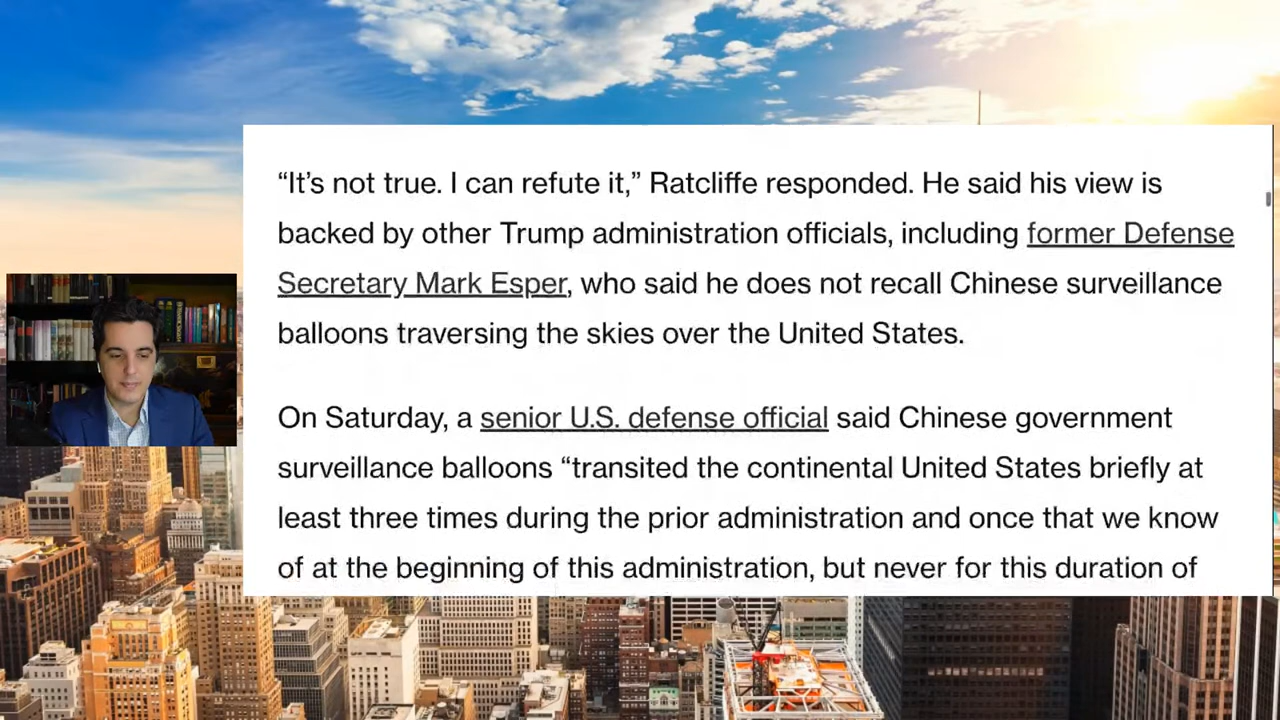 “It’s not true. I can refute it,” Ratcliffe responded. He said his view is
backed by other Trump administration officials, including former Defense
Secretary Mark Esper, who said he does not recall Chinese surveillance
balloons traversing the skies over the United States.
On Saturday, a senior U.S. defense official said Chinese government
surveillance balloons “transited the continental United States briefly at
least three times during the prior administration and once that we know
of at the beginning of this administration, but never for this duration of